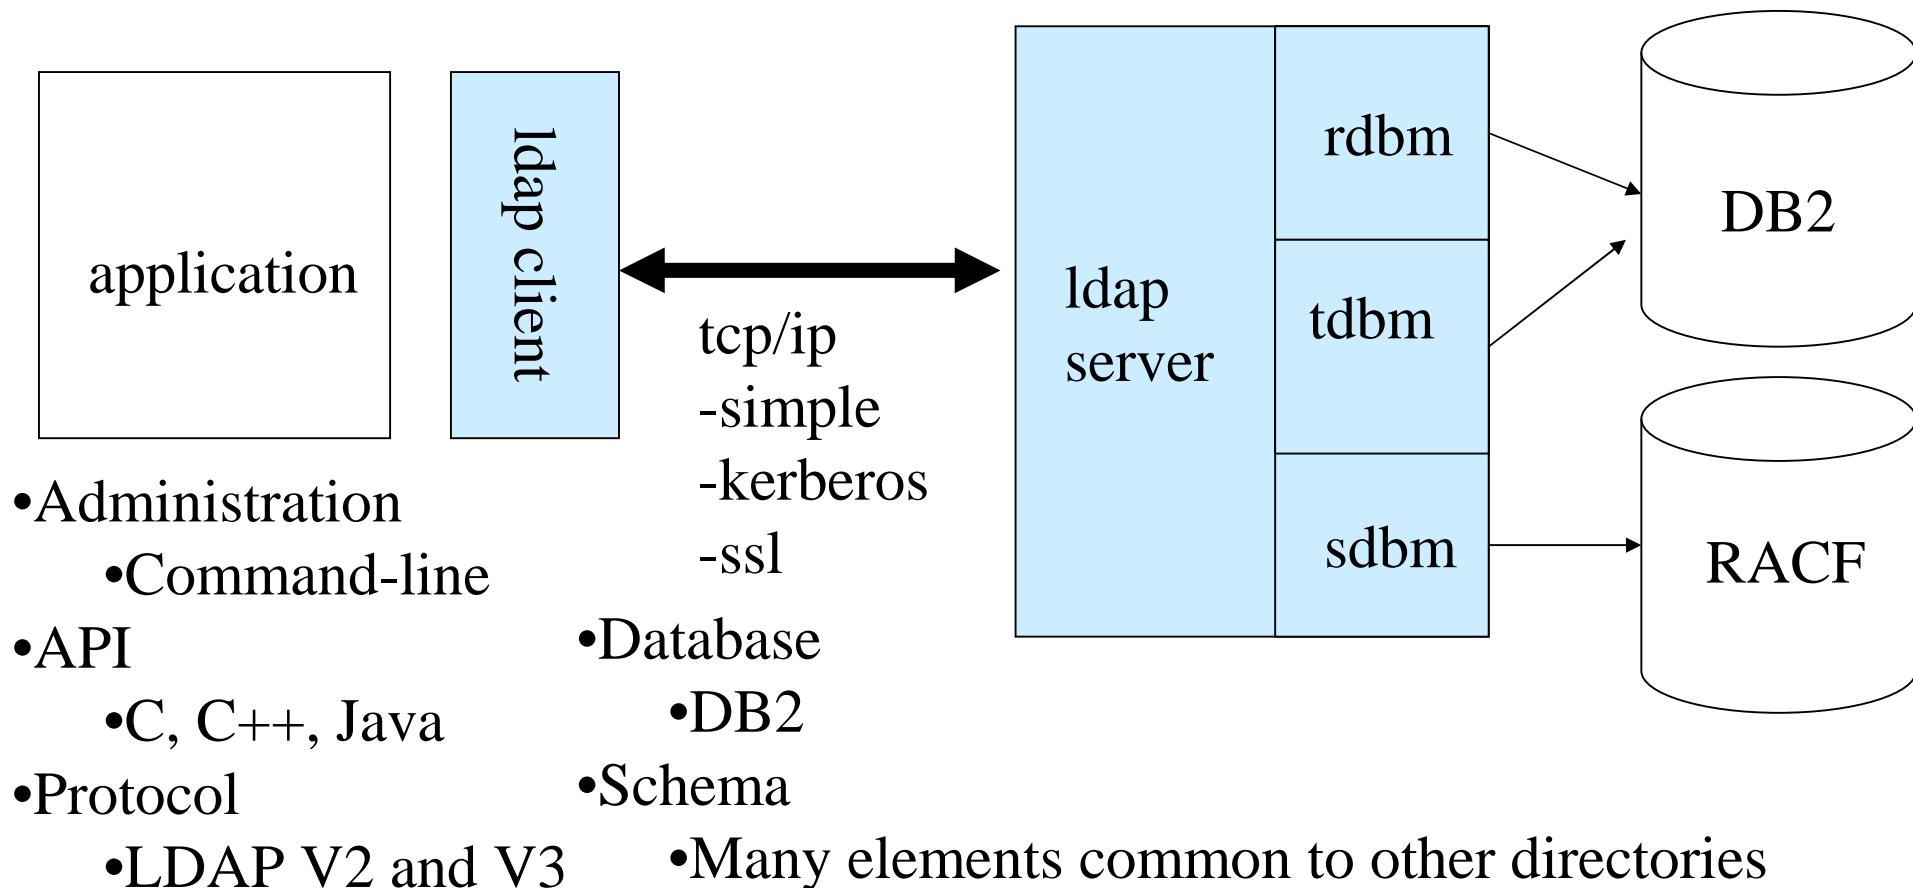 application
ldap client
tcp/ip
-simple
-kerberos
-ssl
ldap
server
rdbm
tdbm
sdbm
DB2
RACF
•Administration
•Command-line
•API
•C, C++, Java
•Protocol
•LDAP V2 and V3
•Database
•DB2
•Schema
•Many elements common to other directories